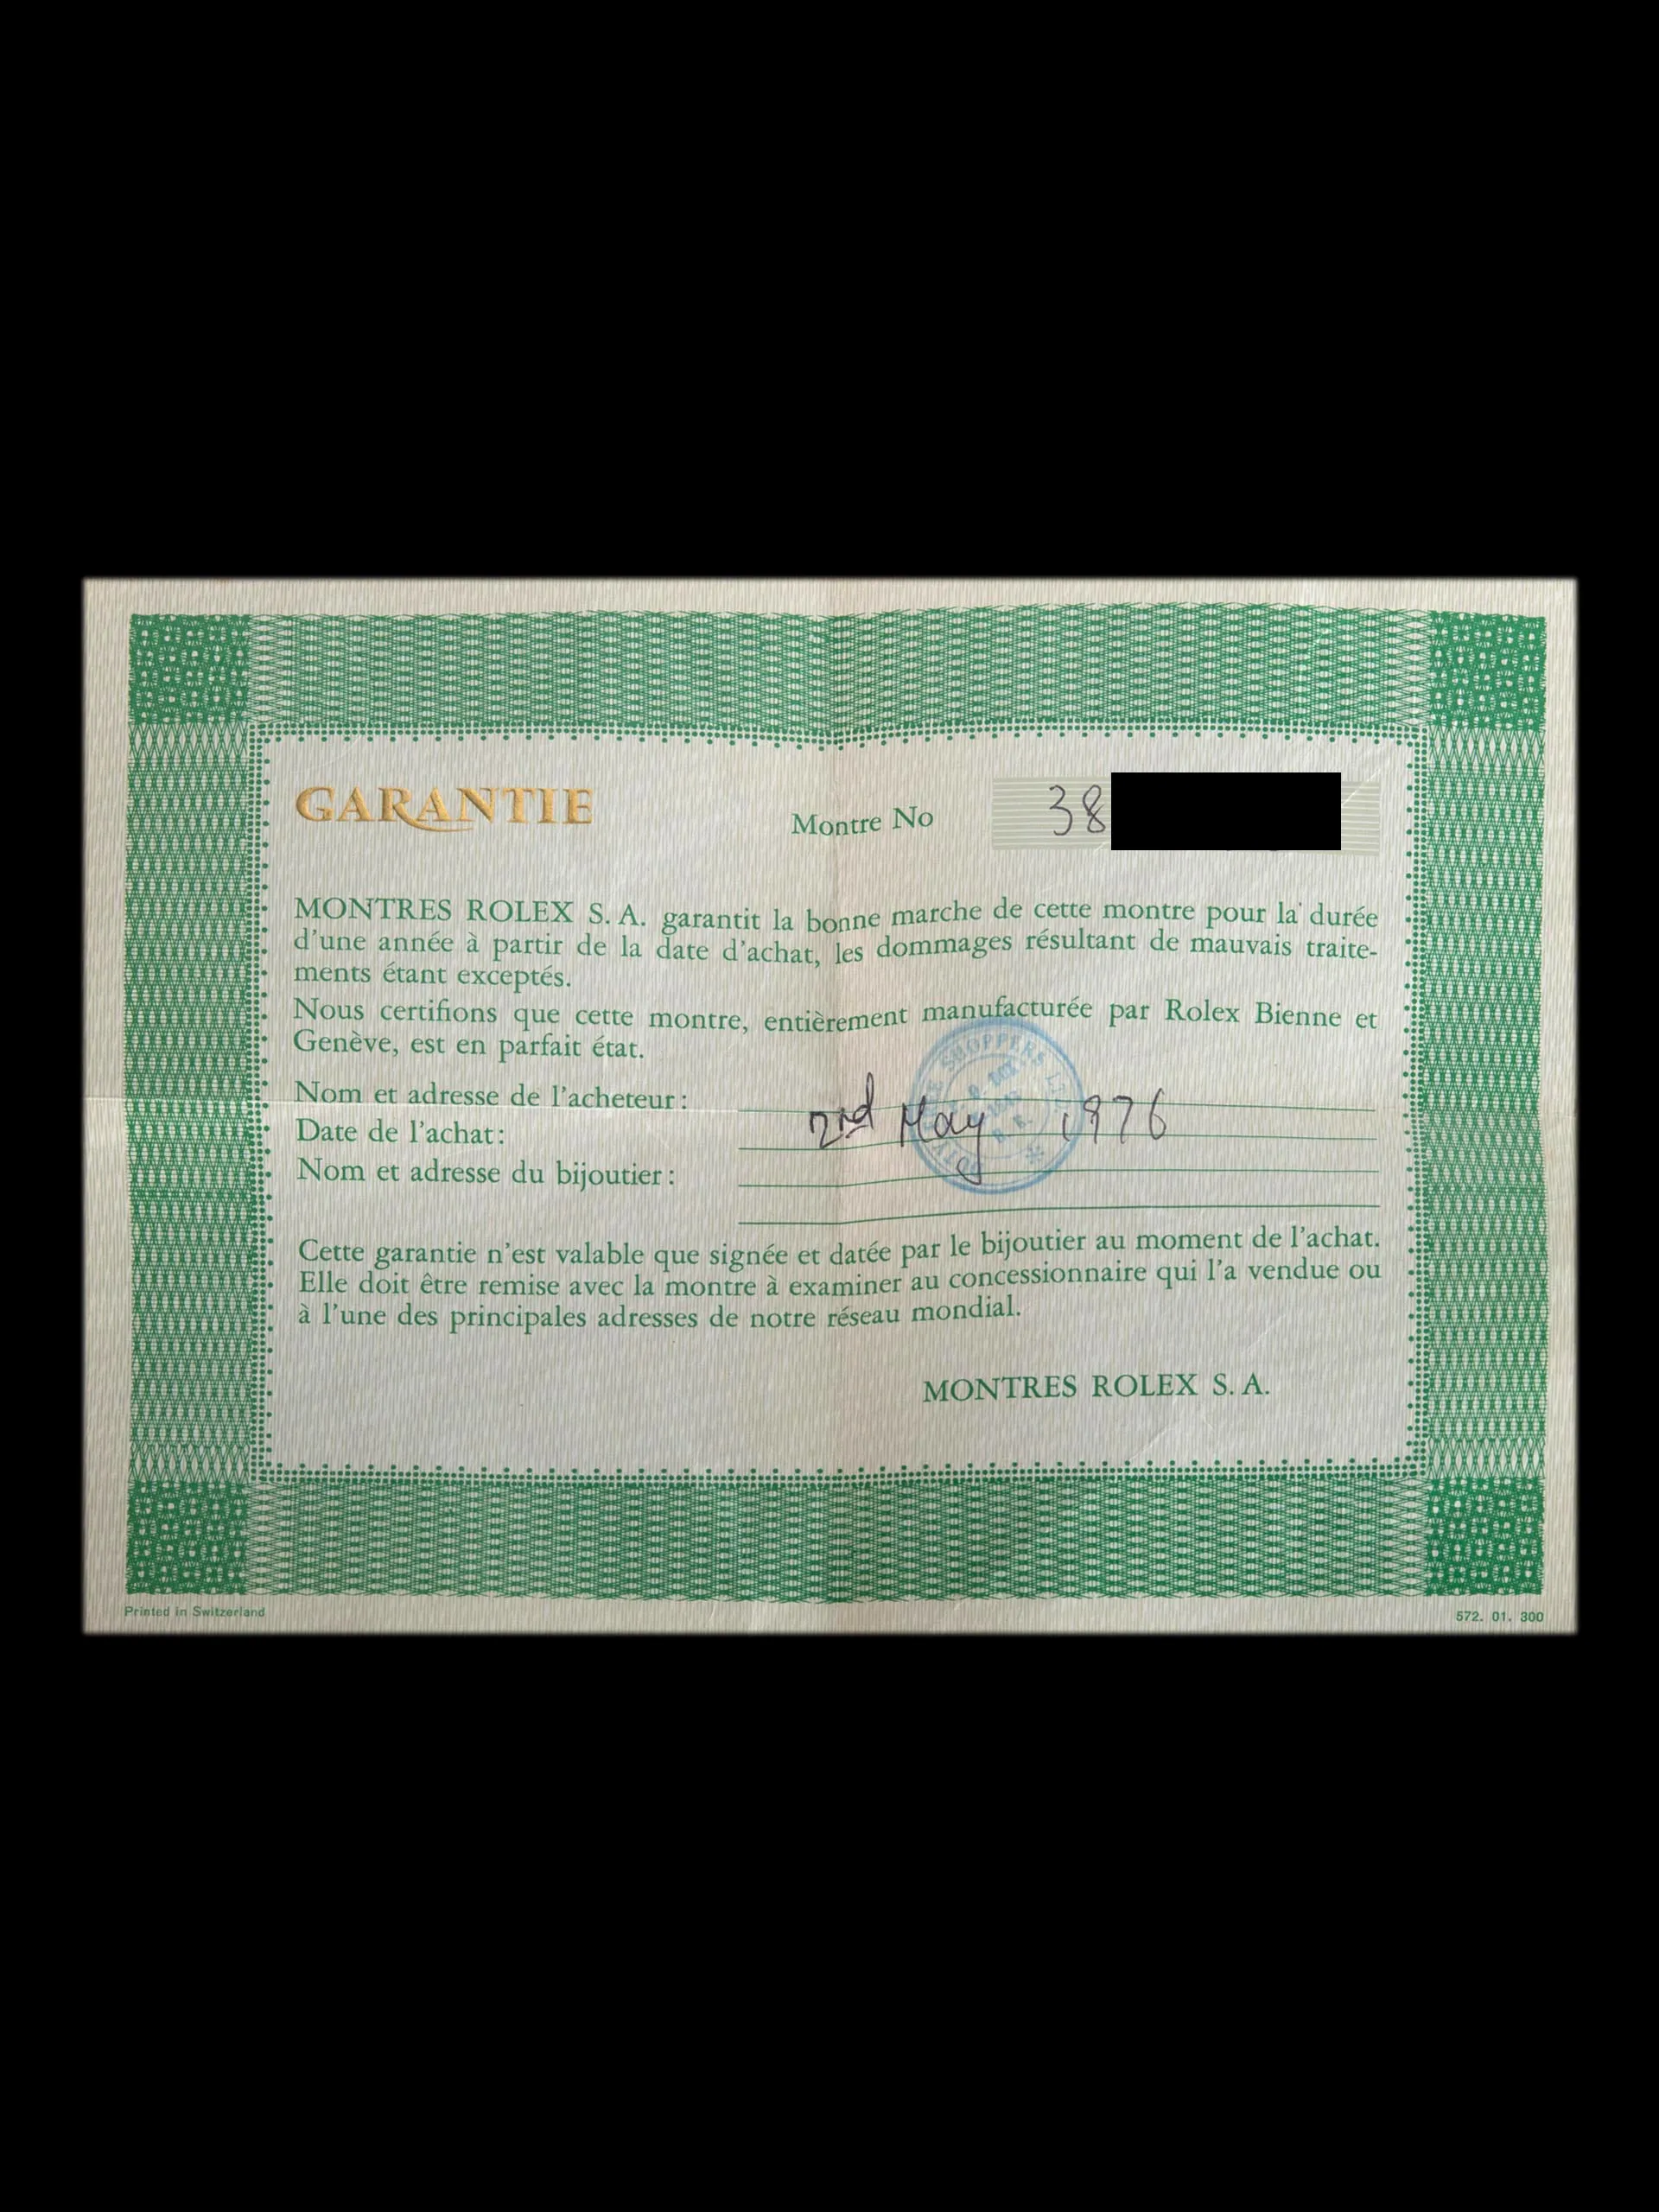 GARANTIE
Montre No 38
MONTRES ROLEX S. A. garantit la bonne marche de cette montre pour la durée
d'une année à partir de la date d'achat, les dommages résultant de mauvais traite-
ments étant exceptés.
Nous certifions que cette montre, entièrement manufacturée par Rolex Bienne et
Genève, est en parfait état.
SHOPPERS
Nom et adresse de l'acheteur:
Date de l'achat: 2nd May 1976
Nom et adresse du bijoutier:
Cette garantie n'est valable que signée et datée par le bijoutier au moment de l'achat.
Elle doit être remise avec la montre à examiner au concessionnaire qui l'a vendue ou
à l'une des principales adresses de notre réseau mondial.
MONTRES ROLEX S. A.
Printed in Switzerland
572. 01. 300